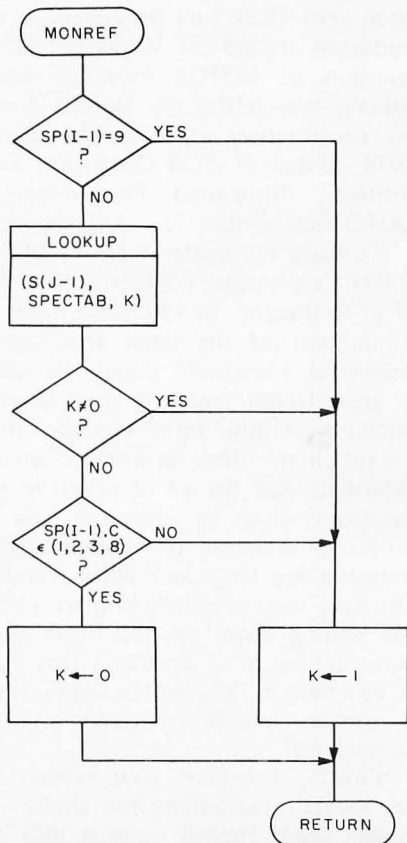 MONREF
SP(I-1)=9
?
YES
NO
LOOKUP
(S(J-1),
SPECTAB, K)
K≠0
?
YES
NO
SP(I-1).C
ϵ (1,2,3,8)
?
NO
YES
K ← 0
K ← 1
RETURN